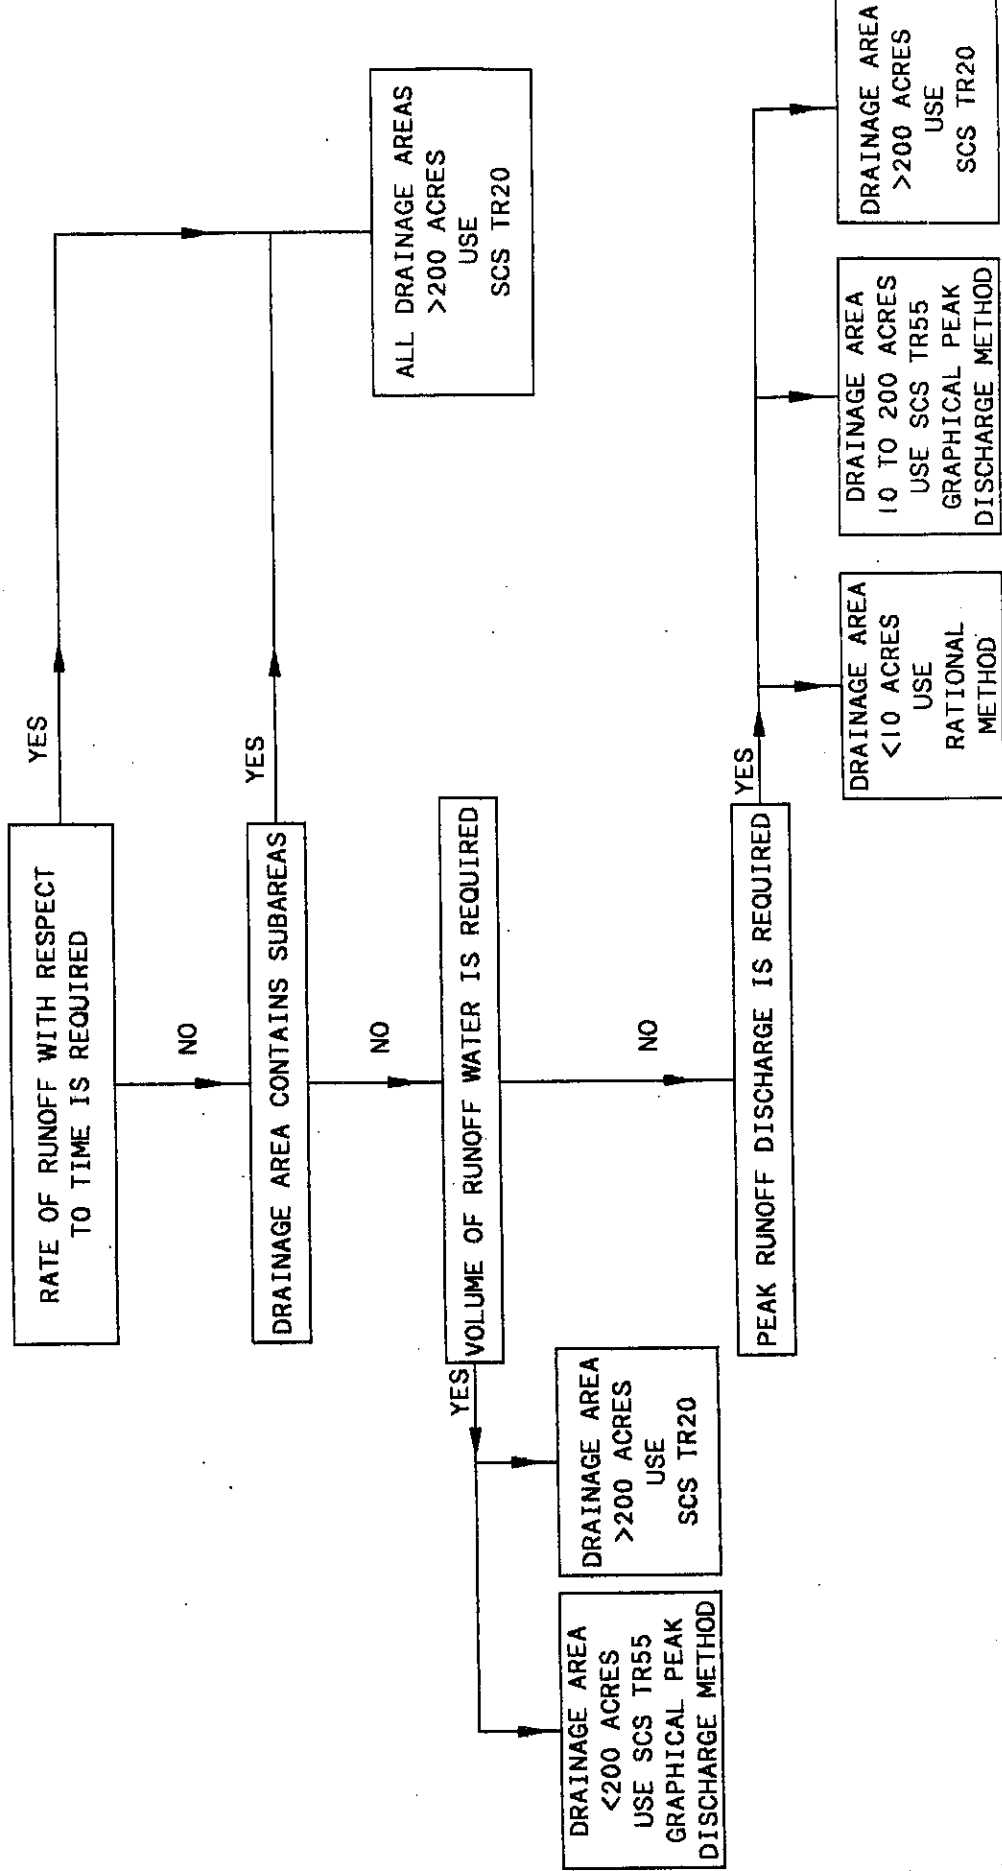 RATE OF RUNOFF WITH RESPECT
TO TIME IS REQUIRED
YES
NO
DRAINAGE AREA CONTAINS SUBAREAS
YES
ALL DRAINAGE AREAS
>200 ACRES
USE
SCS TR20
NO
VOLUME OF RUNOFF WATER IS REQUIRED
YES
DRAINAGE AREA
<200 ACRES
USE SCS TR55
GRAPHICAL PEAK
DISCHARGE METHOD
DRAINAGE AREA
>200 ACRES
USE
SCS TR20
NO
PEAK RUNOFF DISCHARGE IS REQUIRED
YES
DRAINAGE AREA
<10 ACRES
USE
RATIONAL
METHOD
DRAINAGE AREA
10 TO 200 ACRES
USE SCS TR55
GRAPHICAL PEAK
DISCHARGE METHOD
DRAINAGE AREA
>200 ACRES
USE
SCS TR20